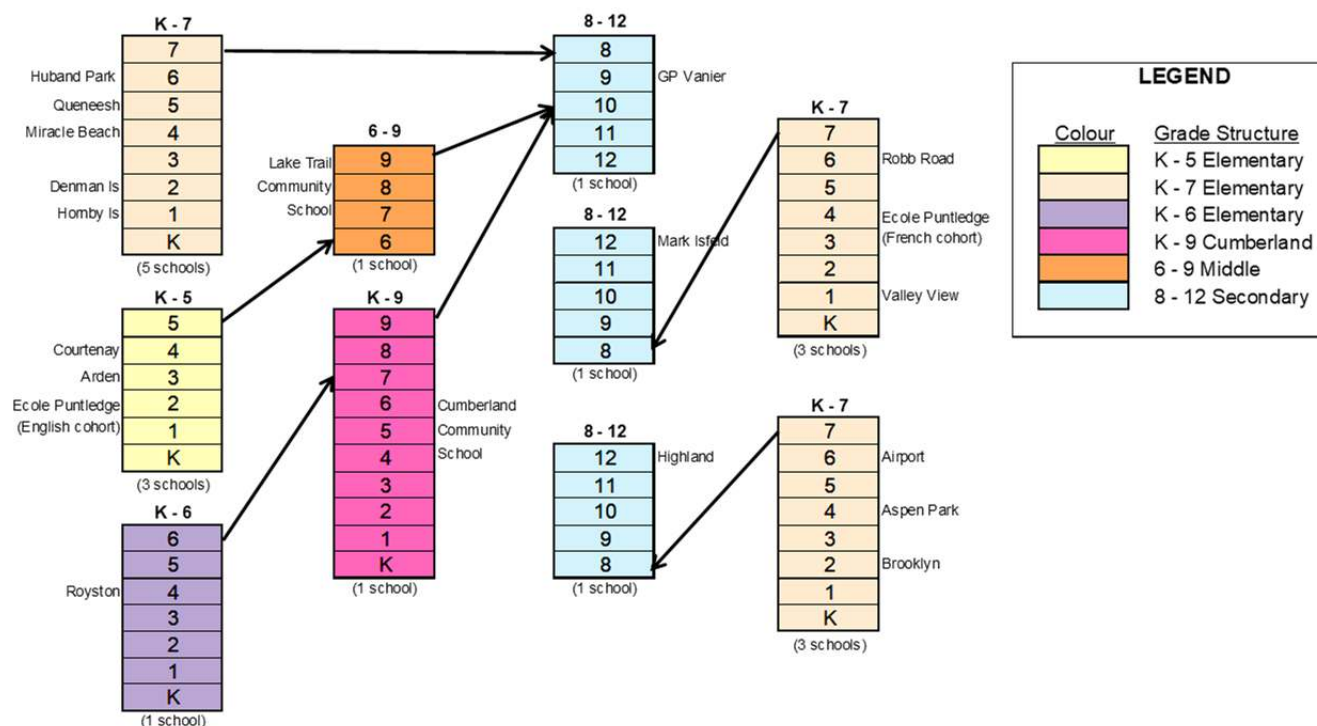 K - 7
7
Huband Park 6
Queneesh 5
Miracle Beach 4
3
Denman Is 2
Hornby Is 1
K
(5 schools)
K - 5
5
Courtenay 4
Arden 3
Ecole Puntledge 2
(English cohort) 1
K
(3 schools)
K - 6
6
5
Royston 4
3
2
1
K
(1 school)
6 - 9
Lake Trail 9
Community 8
School 7
6
(1 school)
K - 9
9
8
7
6 Cumberland
5 Community
4 School
3
2
1
K
(1 school)
8 - 12
8
9 GP Vanier
10
11
12
(1 school)
8 - 12
12 Mark Isfeld
11
10
9
8
(1 school)
8 - 12
12 Highland
11
10
9
8
(1 school)
K - 7
7
6 Robb Road
5
4 Ecole Puntledge
3 (French cohort)
2
1 Valley View
K
(3 schools)
K - 7
7
6 Airport
5
4 Aspen Park
3
2 Brooklyn
1
K
(3 schools)
LEGEND
Colour Grade Structure
K - 5 Elementary
K - 7 Elementary
K - 6 Elementary
K - 9 Cumberland
6 - 9 Middle
8 - 12 Secondary